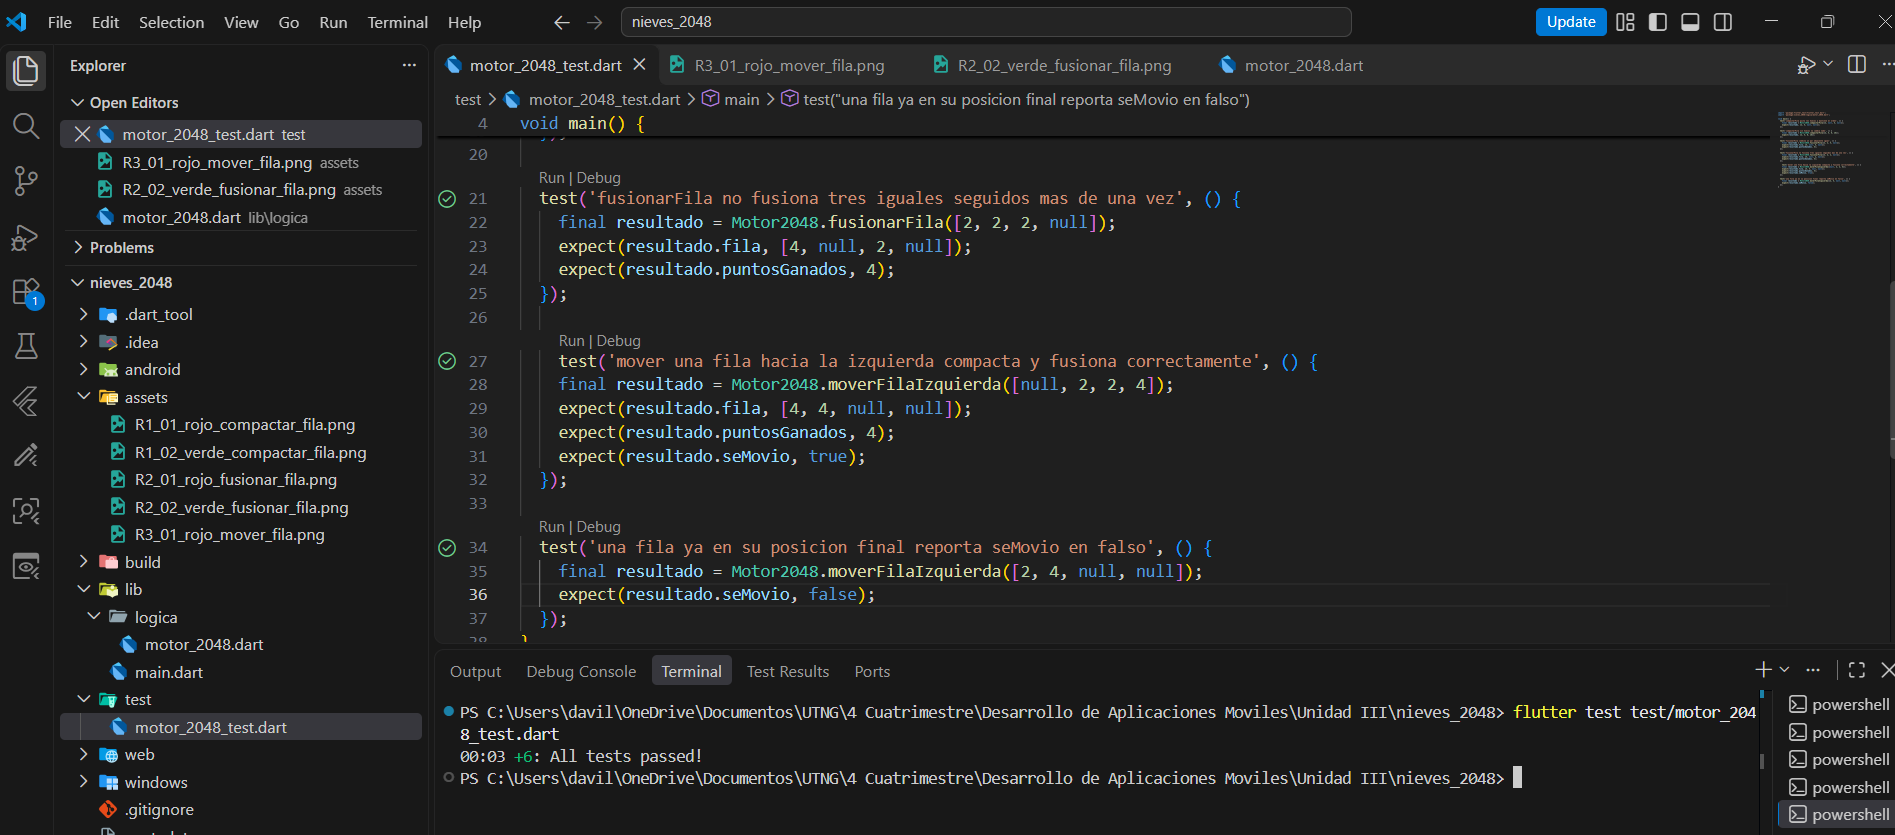 File Edit Selection View Go Run Terminal Help
nieves_2048
Update
Explorer
Open Editors
motor_2048_test.dart test
R3_01_rojo_mover_fila.png assets
R2_02_verde_fusionar_fila.png assets
motor_2048.dart lib\logica
Problems
nieves_2048
.dart_tool
.idea
android
assets
R1_01_rojo_compactar_fila.png
R1_02_verde_compactar_fila.png
R2_01_rojo_fusionar_fila.png
R2_02_verde_fusionar_fila.png
R3_01_rojo_mover_fila.png
build
lib
logica
motor_2048.dart
main.dart
test
motor_2048_test.dart
web
windows
.gitignore
1
motor_2048_test.dart
R3_01_rojo_mover_fila.png
R2_02_verde_fusionar_fila.png
motor_2048.dart
test > motor_2048_test.dart > main > test("una fila ya en su posicion final reporta seMovio en falso")
4 void main() {
20
Run | Debug
21 test('fusionarFila no fusiona tres iguales seguidos mas de una vez', () {
22 final resultado = Motor2048.fusionarFila([2, 2, 2, null]);
23 expect(resultado.fila, [4, null, 2, null]);
24 expect(resultado.puntosGanados, 4);
25 });
26
Run | Debug
27 test('mover una fila hacia la izquierda compacta y fusiona correctamente', () {
28 final resultado = Motor2048.moverFilaIzquierda([null, 2, 2, 4]);
29 expect(resultado.fila, [4, 4, null, null]);
30 expect(resultado.puntosGanados, 4);
31 expect(resultado.seMovio, true);
32 });
33
Run | Debug
34 test('una fila ya en su posicion final reporta seMovio en falso', () {
35 final resultado = Motor2048.moverFilaIzquierda([2, 4, null, null]);
36 expect(resultado.seMovio, false);
37 });
38 }
Output Debug Console Terminal Test Results Ports
PS C:\Users\davil\OneDrive\Documentos\UTNG\4 Cuatrimestre\Desarrollo de Aplicaciones Moviles\Unidad III\nieves_2048> flutter test test/motor_204
8_test.dart
00:03 +6: All tests passed!
PS C:\Users\davil\OneDrive\Documentos\UTNG\4 Cuatrimestre\Desarrollo de Aplicaciones Moviles\Unidad III\nieves_2048>
powershell
powershell
powershell
powershell
powershell